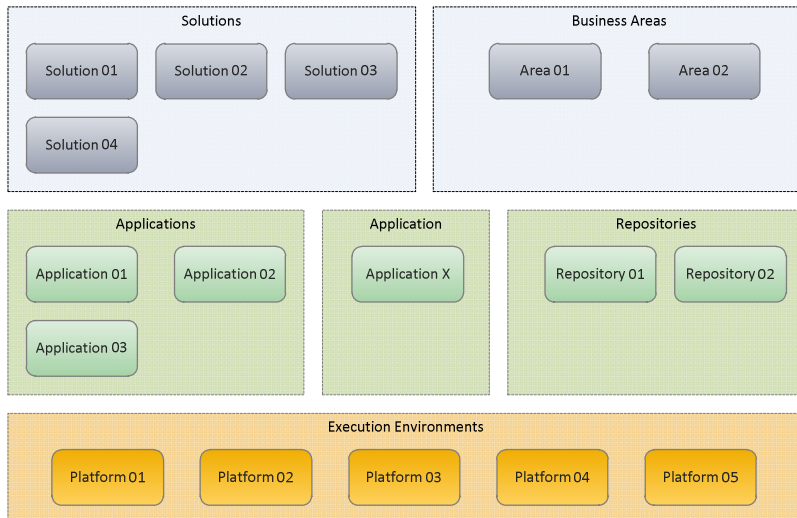 Solutions
Solution 01
Solution 02
Solution 03
Solution 04
Business Areas
Area 01
Area 02
Applications
Application 01
Application 02
Application 03
Application
Application X
Repositories
Repository 01
Repository 02
Execution Environments
Platform 01
Platform 02
Platform 03
Platform 04
Platform 05